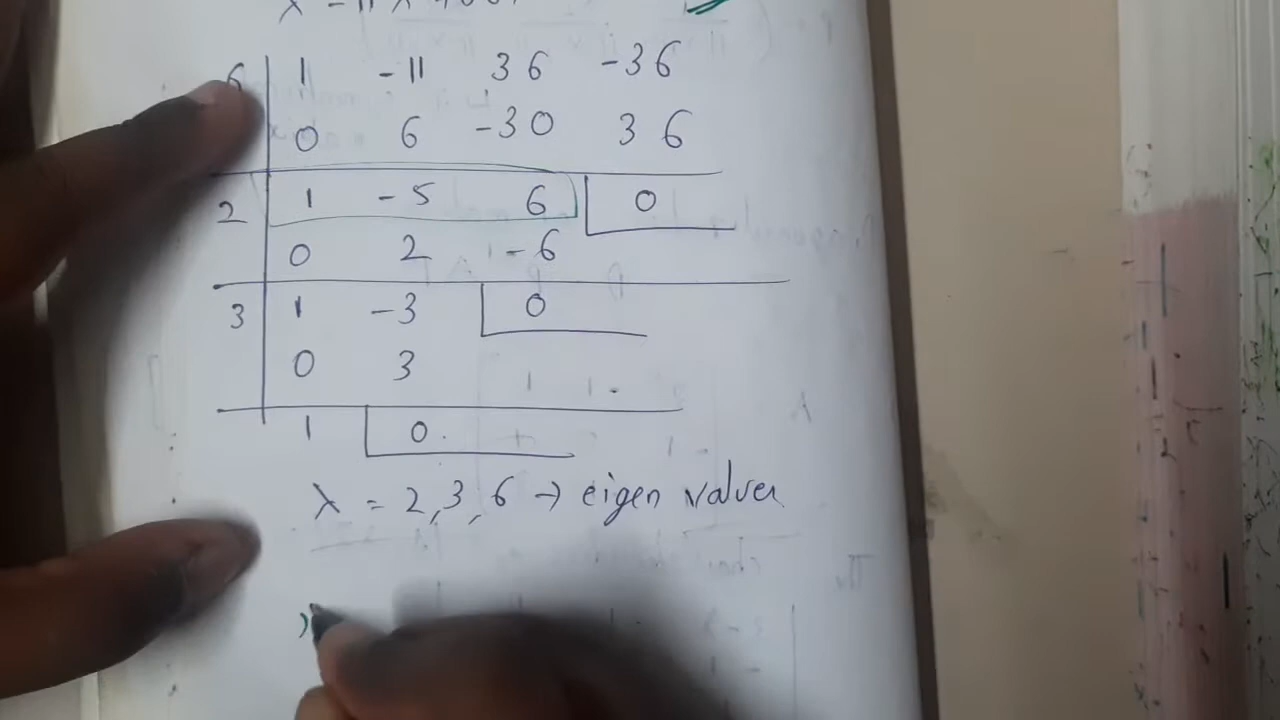 6 1 -11 36 -36
0 6 -30 36
2 1 -5 6 0
0 2 -6
3 1 -3 0
0 3
1 0
λ = 2, 3, 6 → eigen values